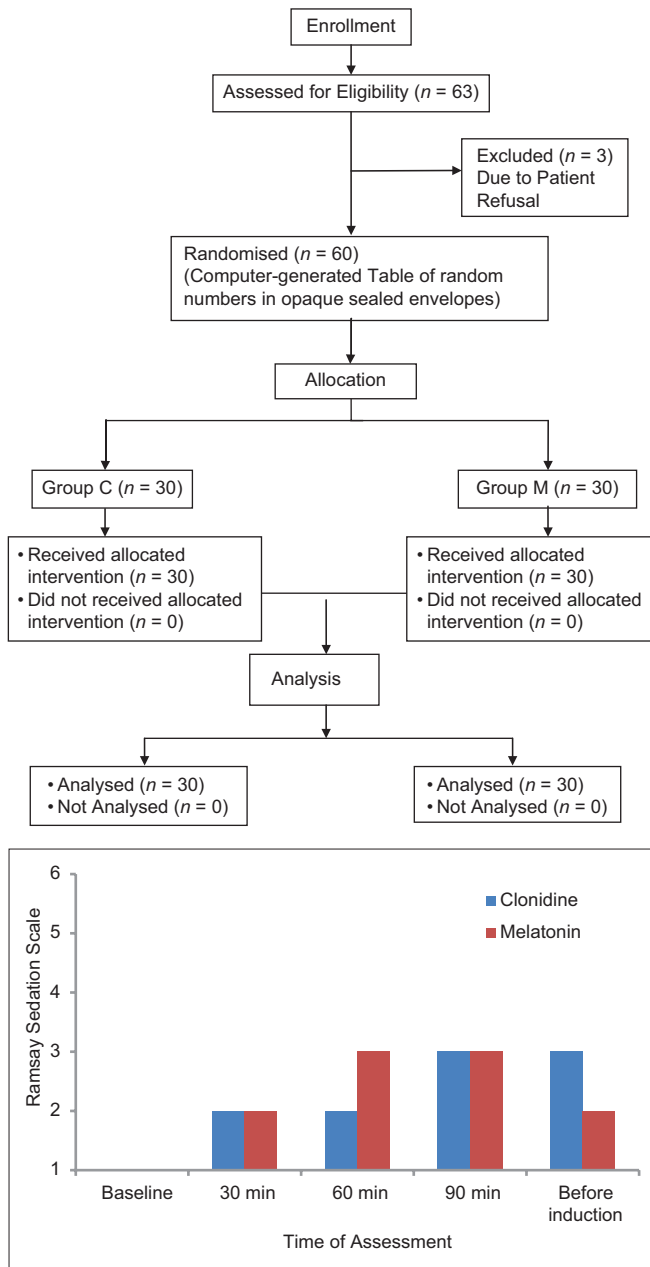 Enrollment
Assessed for Eligibility (n = 63)
Excluded (n = 3)
Due to Patient
Refusal
Randomised (n = 60)
(Computer-generated Table of random
numbers in opaque sealed envelopes)
Allocation
Group C (n = 30)
Group M (n = 30)
• Received allocated
intervention (n = 30)
• Did not received allocated
intervention (n = 0)
• Received allocated
intervention (n = 30)
• Did not received allocated
intervention (n = 0)
Analysis
• Analysed (n = 30)
• Not Analysed (n = 0)
• Analysed (n = 30)
• Not Analysed (n = 0)
Ramsay Sedation Scale
6
5
4
3
2
1
Clonidine
Melatonin
Baseline
30 min
60 min
90 min
Before
induction
Time of Assessment